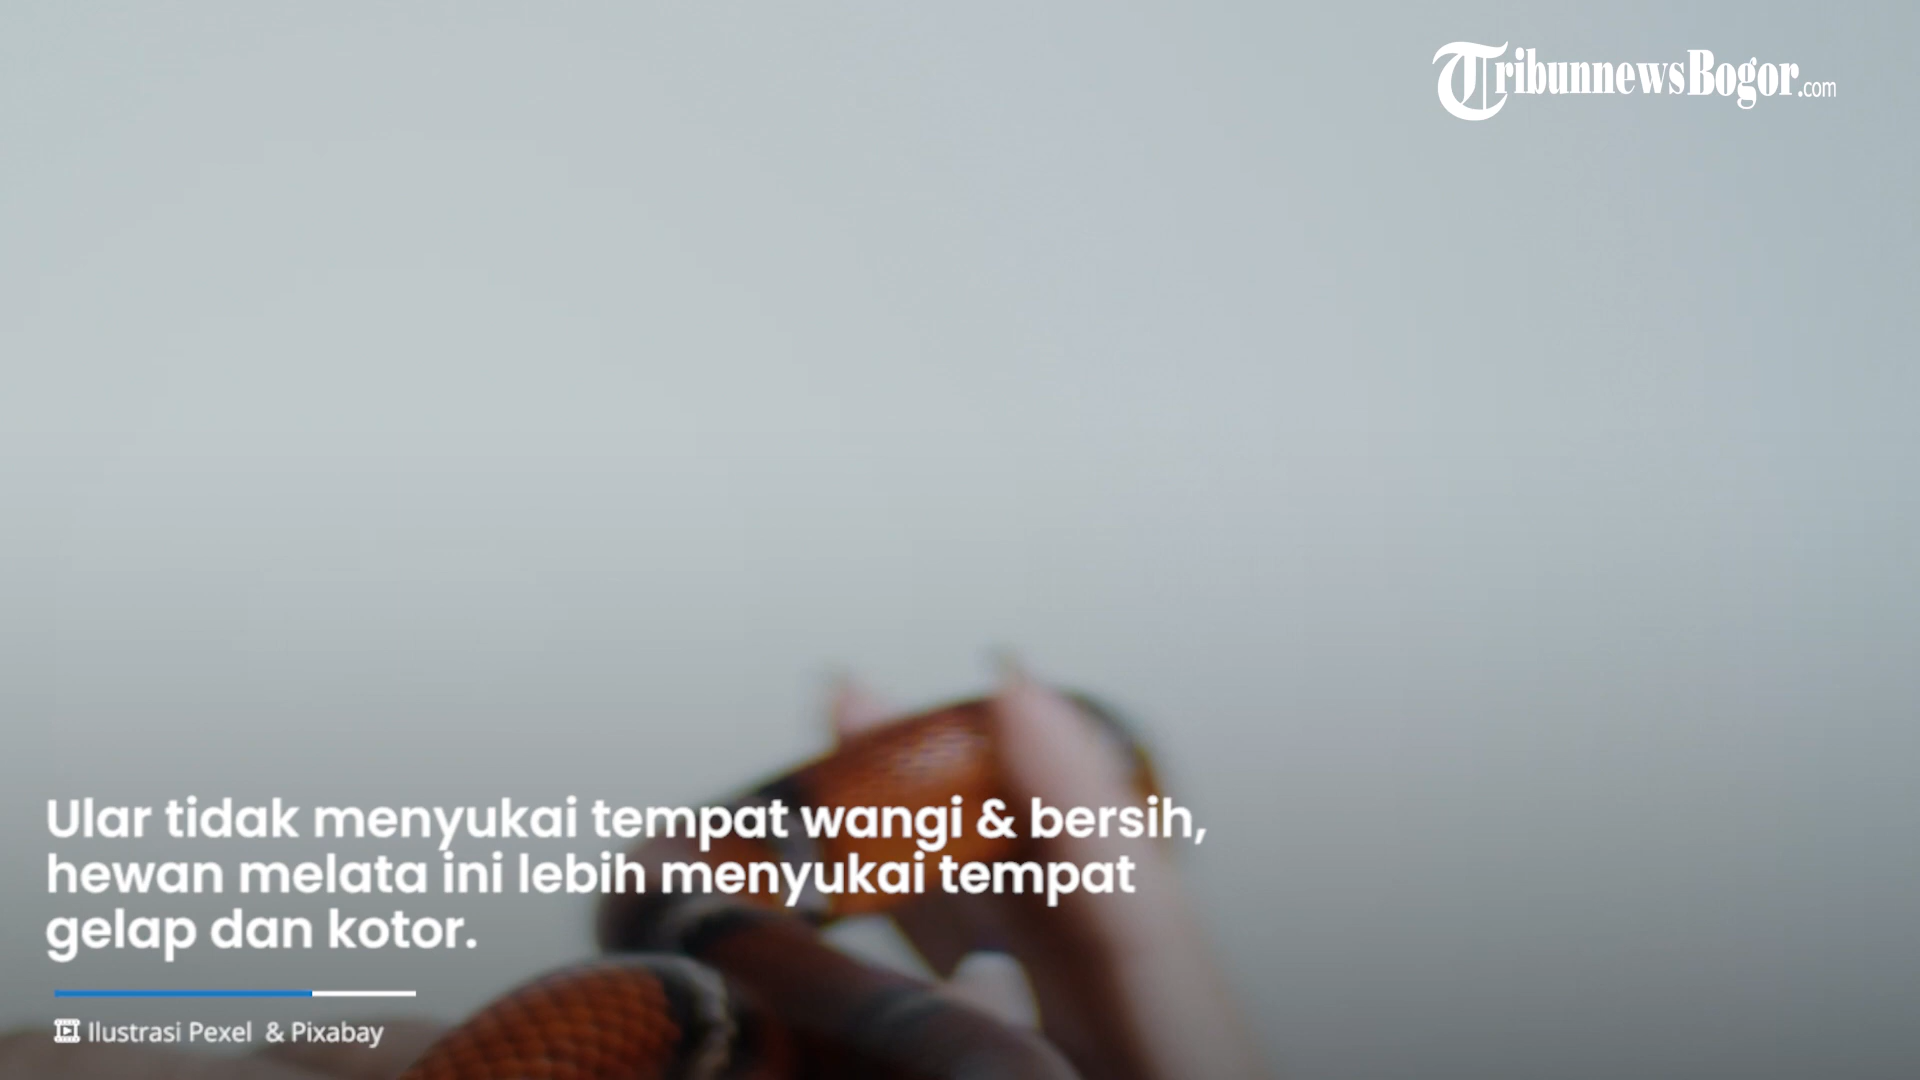 TribunnewsBogor.com
Ular tidak menyukai tempat wangi & bersih,
hewan melata ini lebih menyukai tempat
gelap dan kotor.
Ilustrasi Pexel & Pixabay